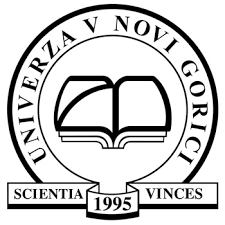 UNIVERZA V NOVI GORICI
SCIENTIA VINCES
1995